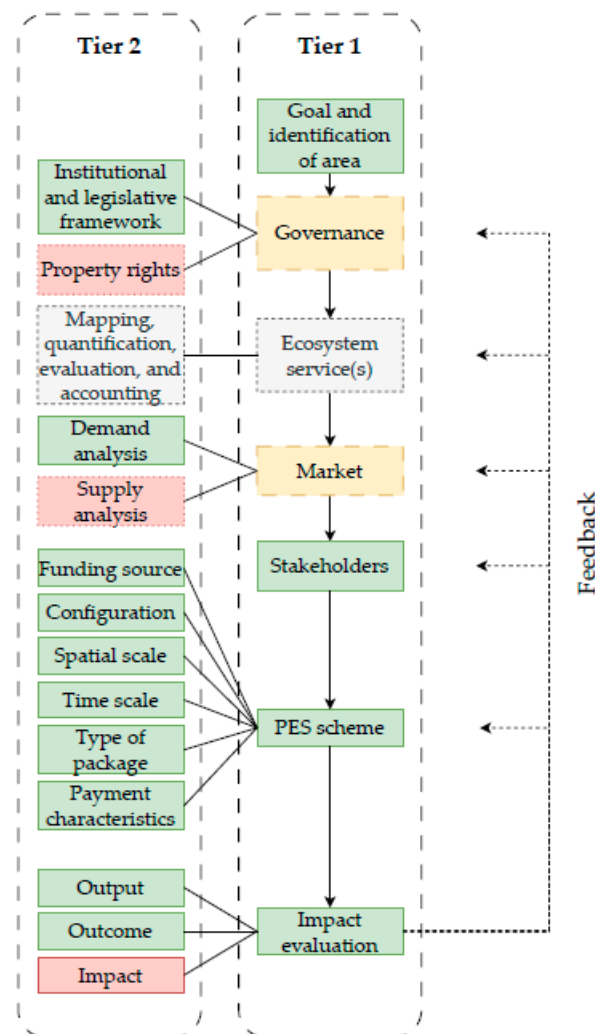 Tier 2
Tier 1
Goal and
identification
of area
Institutional
and legislative
framework
Governance
Property rights
Mapping,
quantification,
evaluation, and
accounting
Ecosystem
service(s)
Demand
analysis
Market
Supply
analysis
Funding source
Stakeholders
Configuration
Spatial scale
Time scale
Type of
package
PES scheme
Payment
characteristics
Output
Outcome
Impact
evaluation
Impact
Feedback